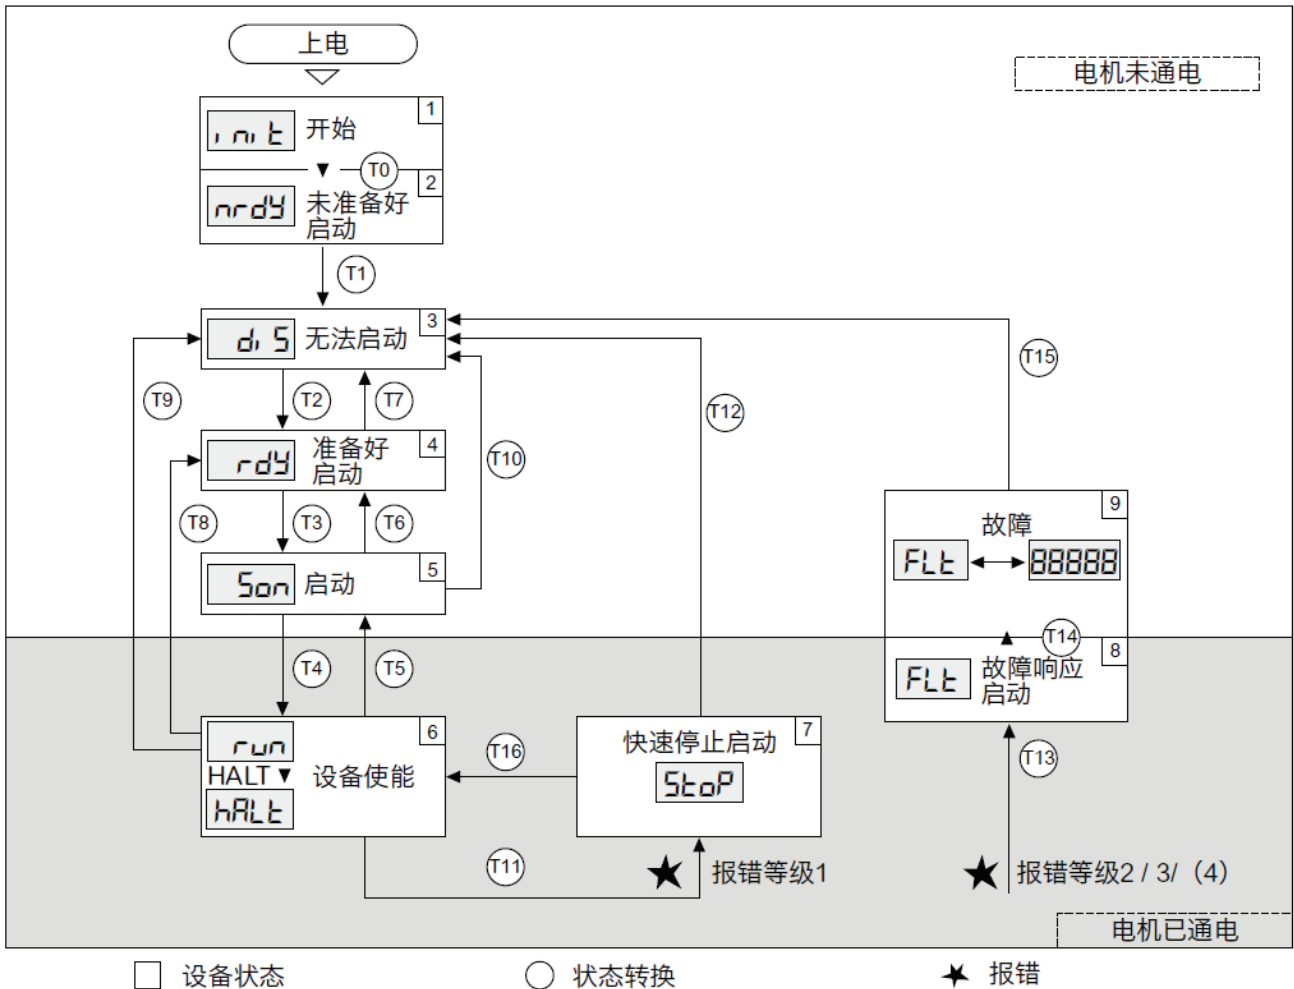 上电
电机未通电
1
init
开始
T0
2
nrdy
未准备好
启动
T1
3
diS
无法启动
T15
T9
T2
T7
T12
4
rdy
准备好
启动
T10
T8
T3
T6
9
故障
FLt
88888
5
Son
启动
T14
8
FLt
故障响应
启动
T4
T5
6
run
HALT
hALt
设备使能
T16
7
快速停止启动
StoP
T13
T11
报错等级1
报错等级2 / 3/（4）
电机已通电
设备状态
状态转换
报错